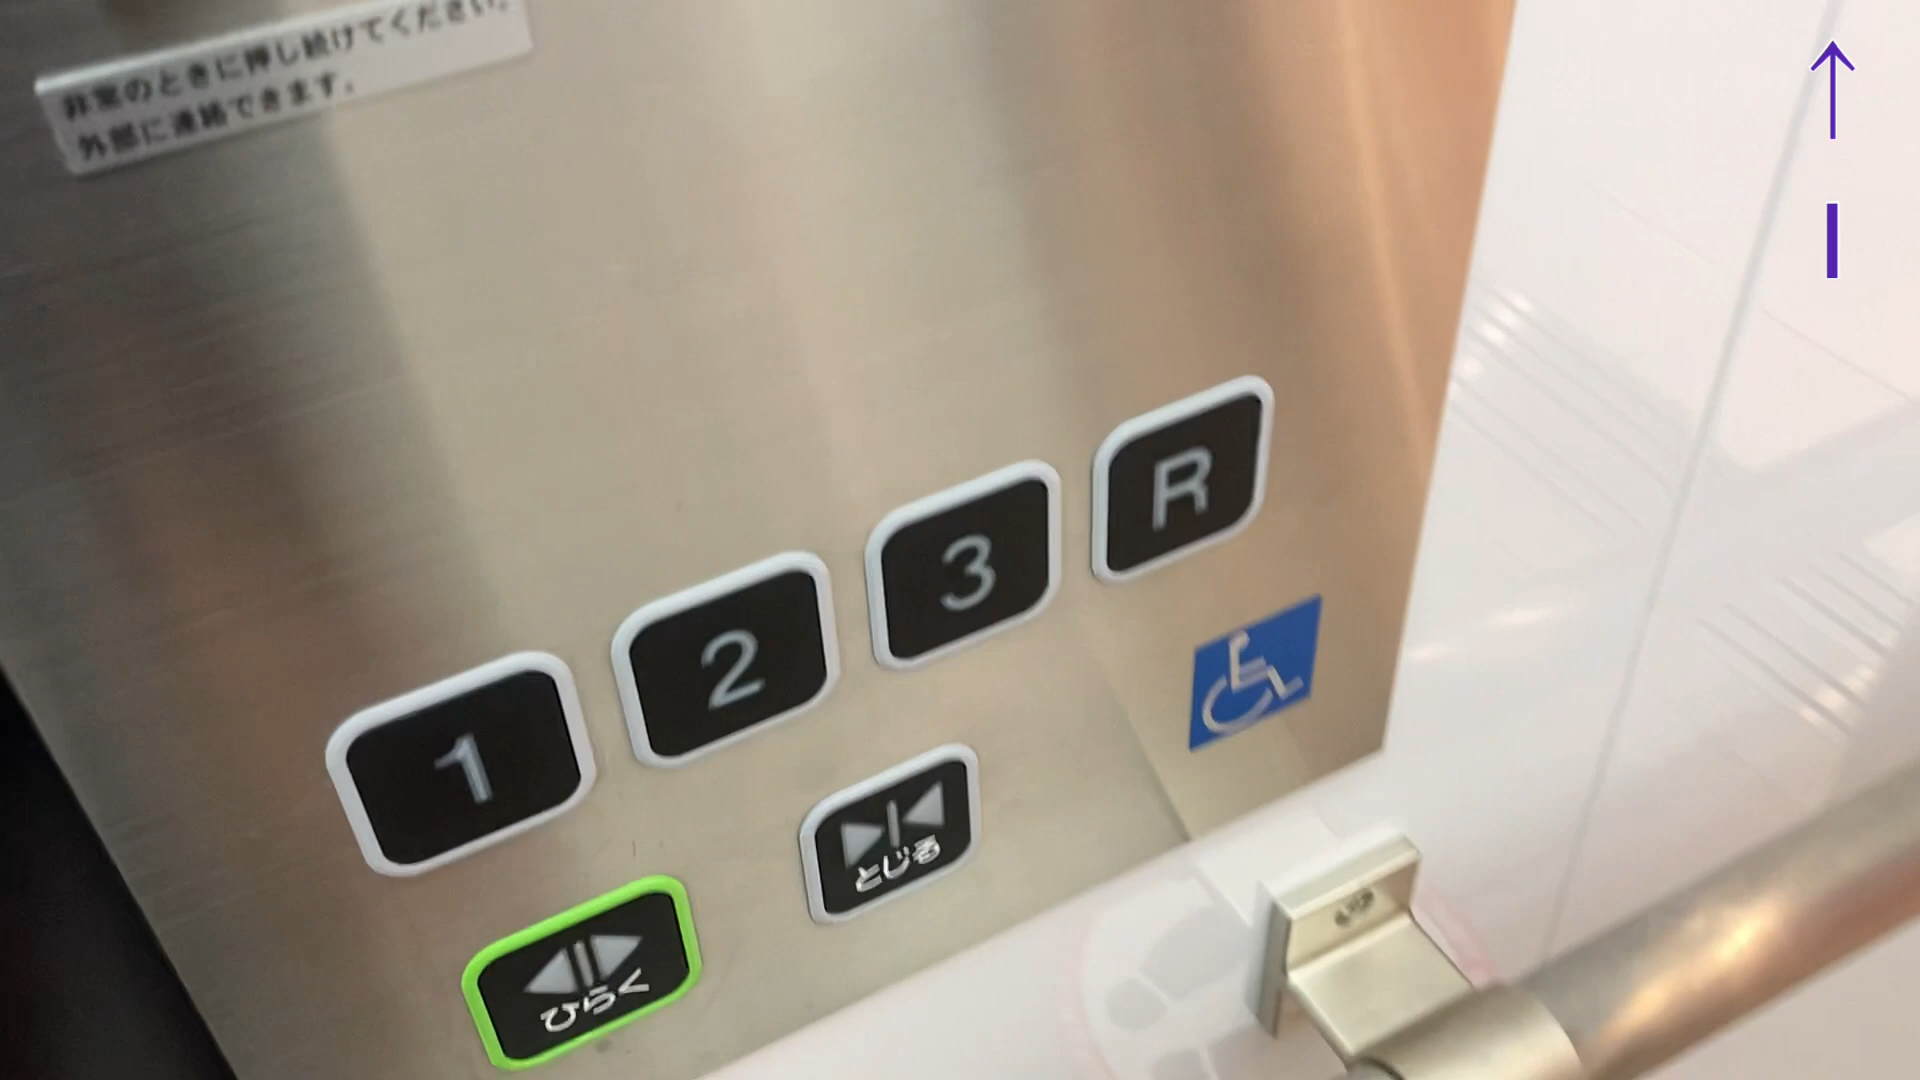 非常のときに押し続けてください。
外部に連絡できます。
1 2 3 R
とじる
ひらく